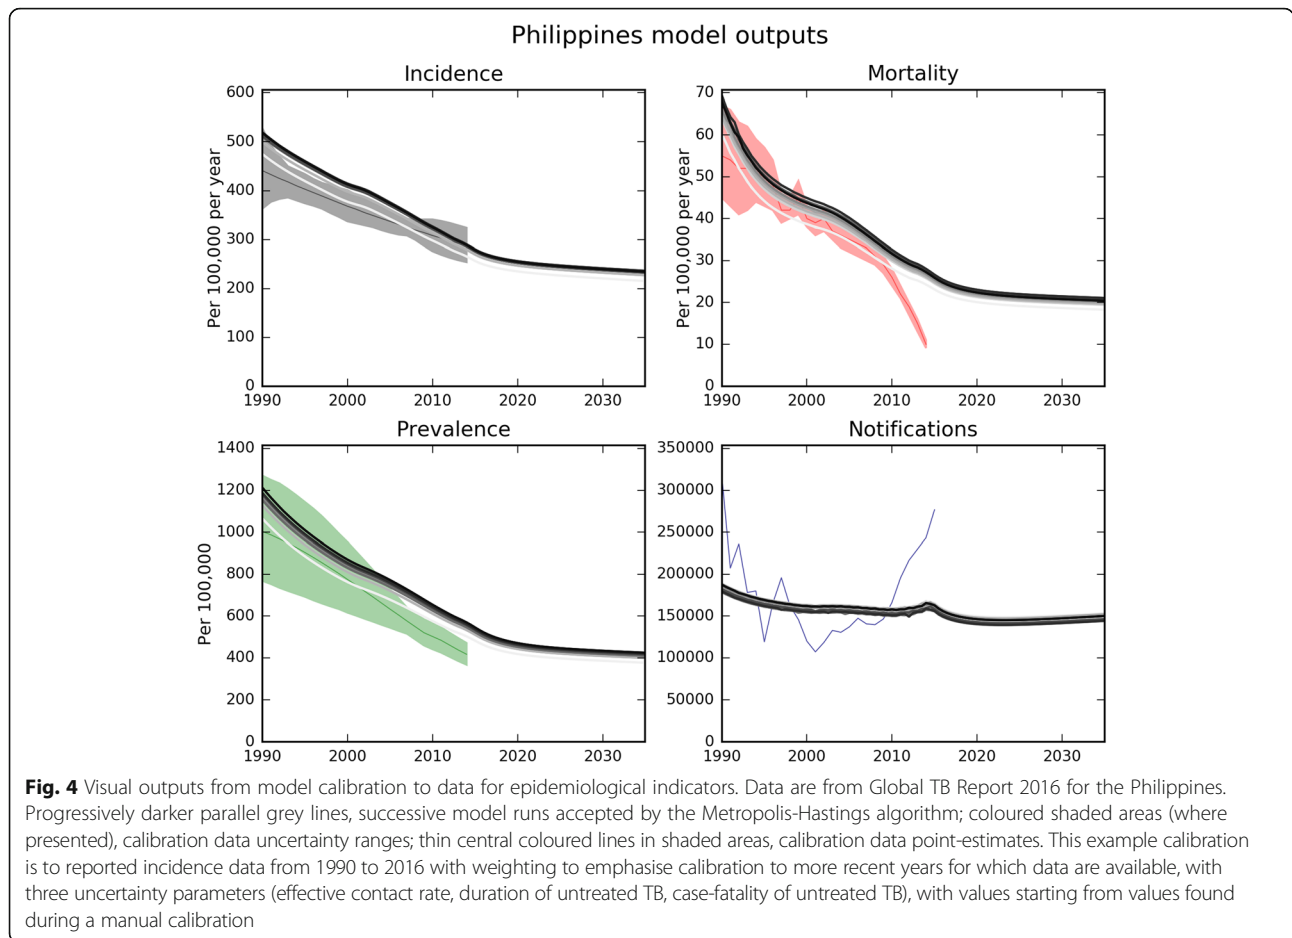 Philippines model outputs
Incidence
Per 100,000 per year
600
500
400
300
200
100
0
1990 2000 2010 2020 2030
Mortality
Per 100,000 per year
70
60
50
40
30
20
10
0
1990 2000 2010 2020 2030
Prevalence
Per 100,000
1400
1200
1000
800
600
400
200
0
1990 2000 2010 2020 2030
Notifications
350000
300000
250000
200000
150000
100000
50000
0
1990 2000 2010 2020 2030
Fig. 4 Visual outputs from model calibration to data for epidemiological indicators. Data are from Global TB Report 2016 for the Philippines.
Progressively darker parallel grey lines, successive model runs accepted by the Metropolis-Hastings algorithm; coloured shaded areas (where
presented), calibration data uncertainty ranges; thin central coloured lines in shaded areas, calibration data point-estimates. This example calibration
is to reported incidence data from 1990 to 2016 with weighting to emphasise calibration to more recent years for which data are available, with
three uncertainty parameters (effective contact rate, duration of untreated TB, case-fatality of untreated TB), with values starting from values found
during a manual calibration